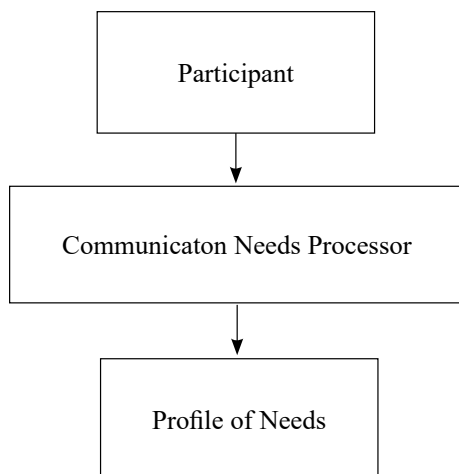 Participant
Communicaton Needs Processor
Profile of Needs